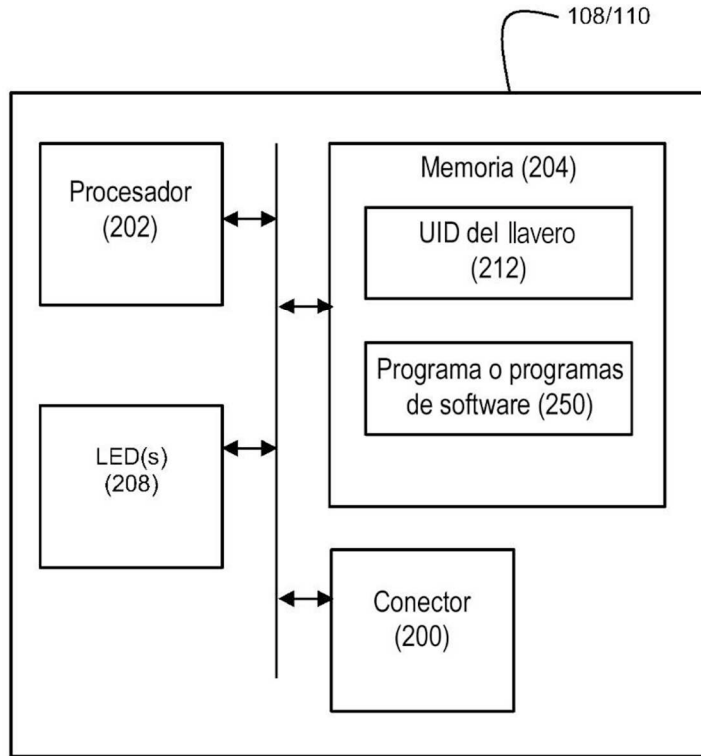 108/110
Procesador
(202)
Memoria (204)
UID del llavero
(212)
Programa o programas
de software (250)
LED(s)
(208)
Conector
(200)